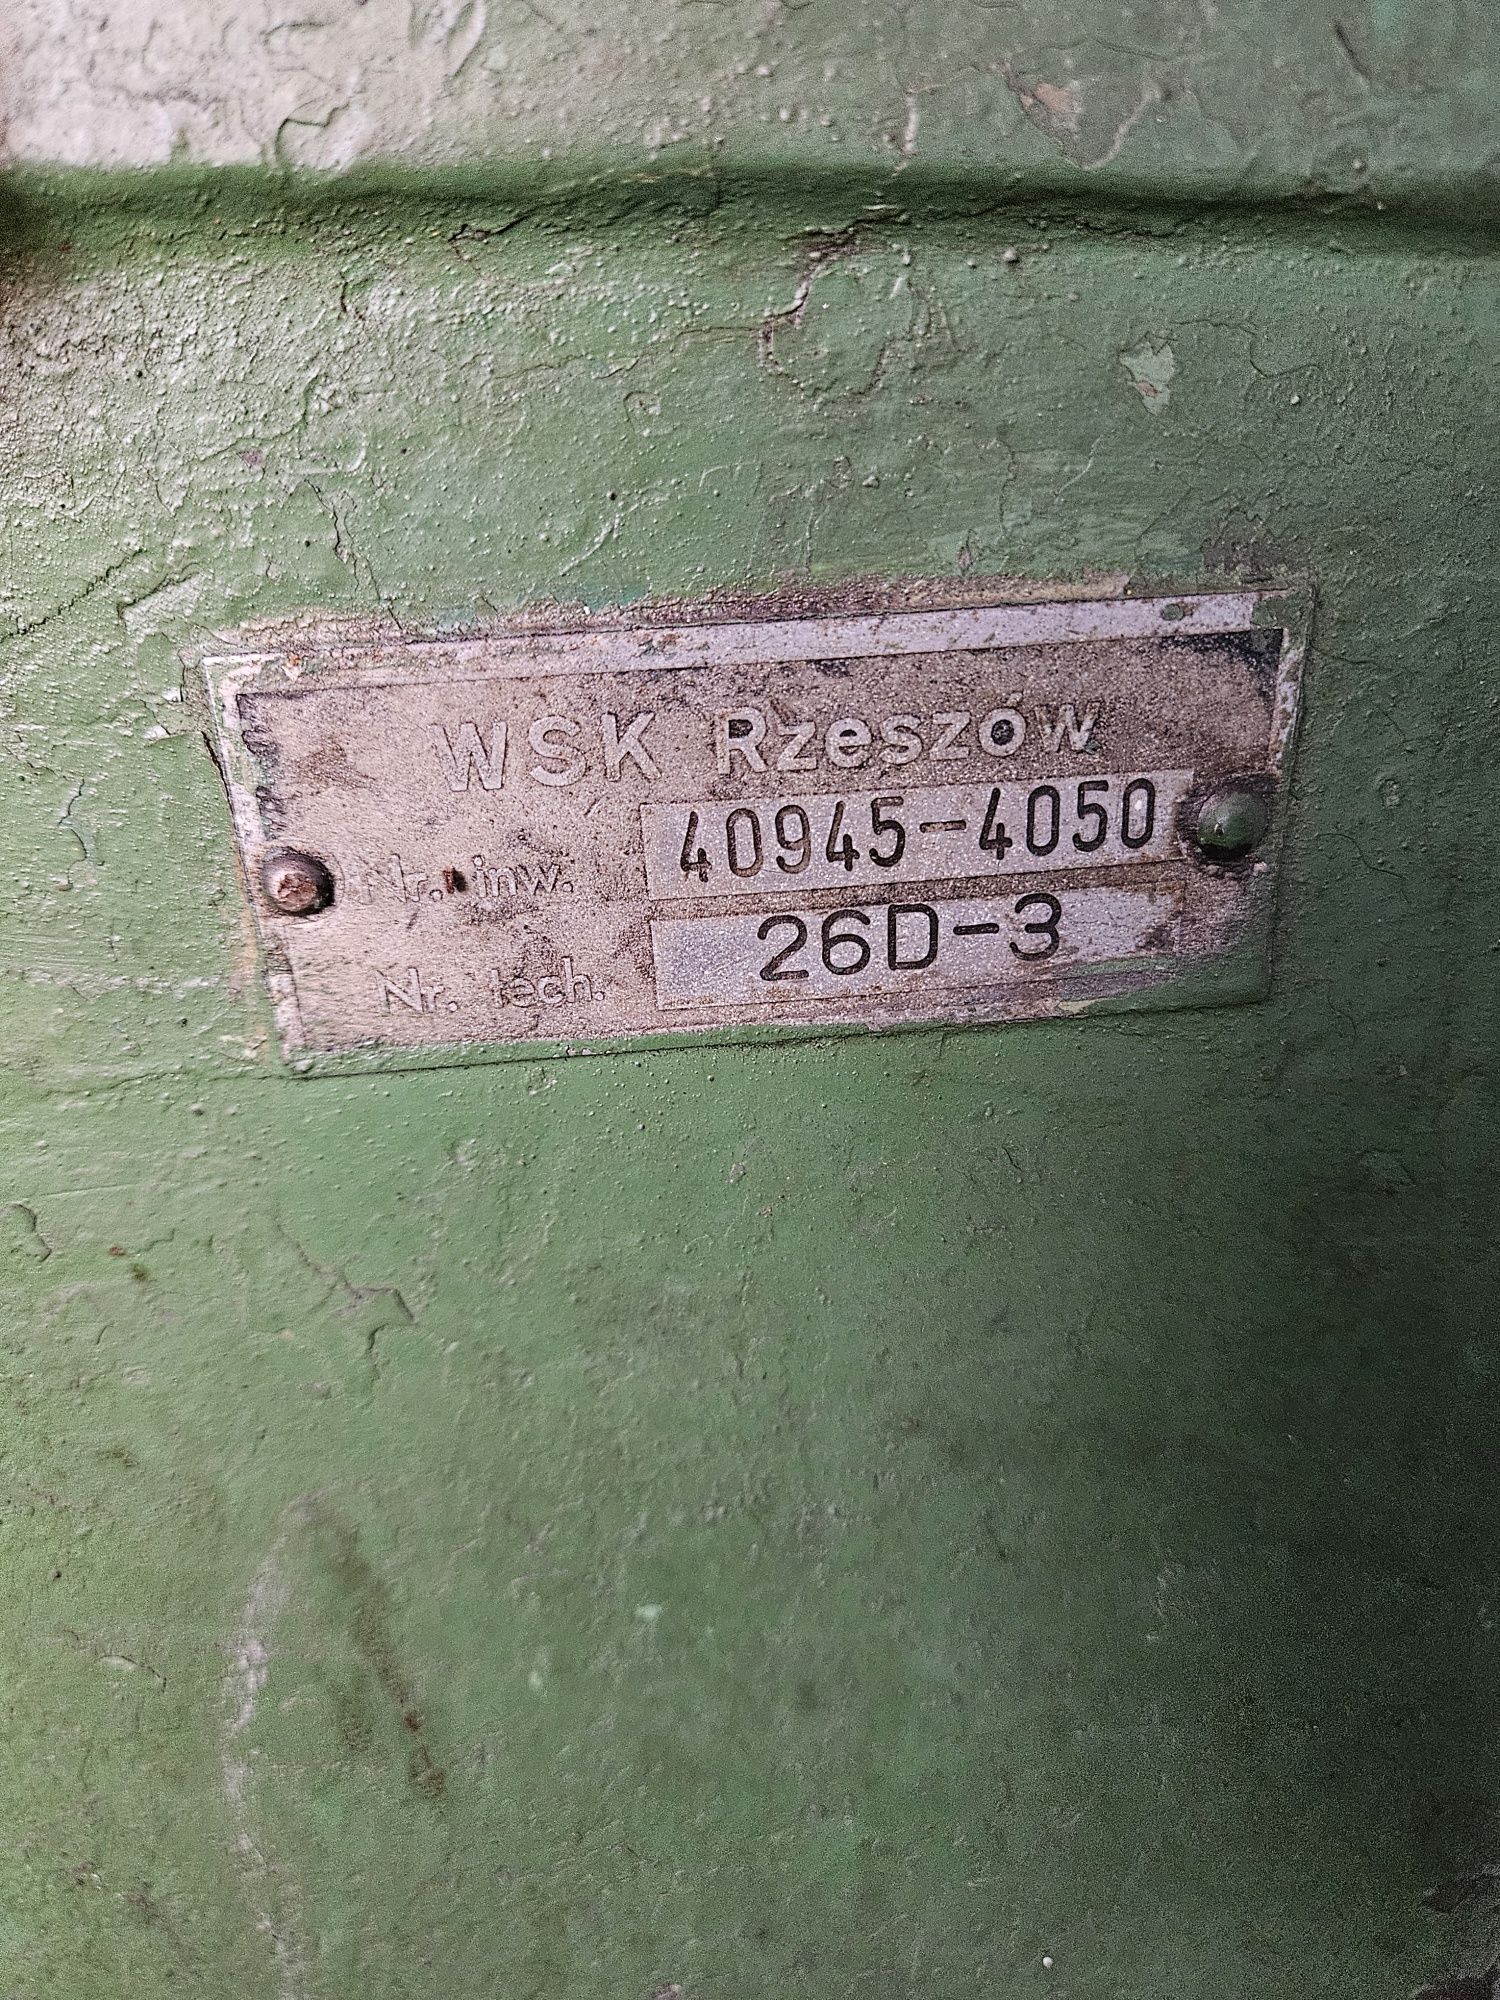 WSK Rzeszów
Nr. inw. 40945-4050
Nr. tech. 26D-3